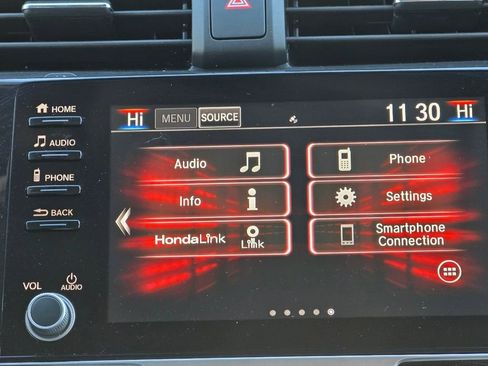 HOME
AUDIO
PHONE
BACK
VOL
AUDIO
Hi
MENU
SOURCE
11 30
Hi
Audio
Phone
Info
Settings
HondaLink
Link
Smartphone
Connection